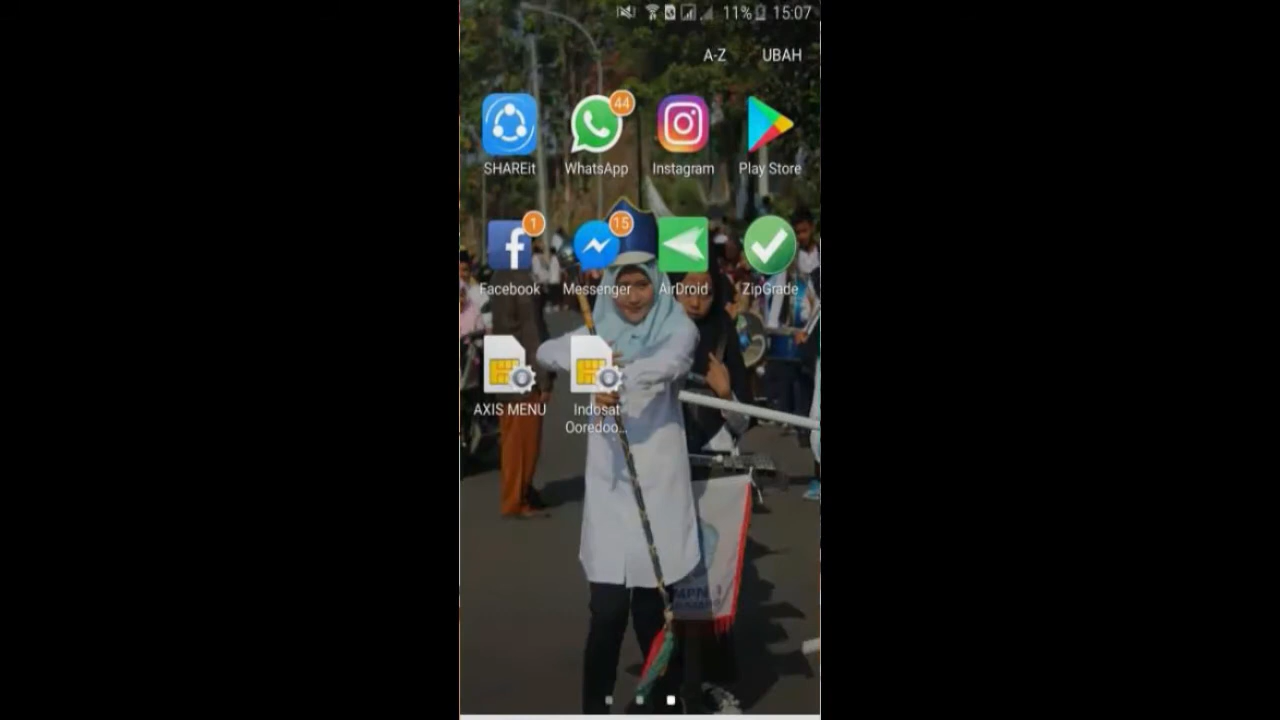 11% 15:07
A-Z UBAH
44
SHAREit WhatsApp Instagram Play Store
1 15
Facebook Messenger AirDroid ZipGrade
AXIS MENU Indosat
Ooredoo...